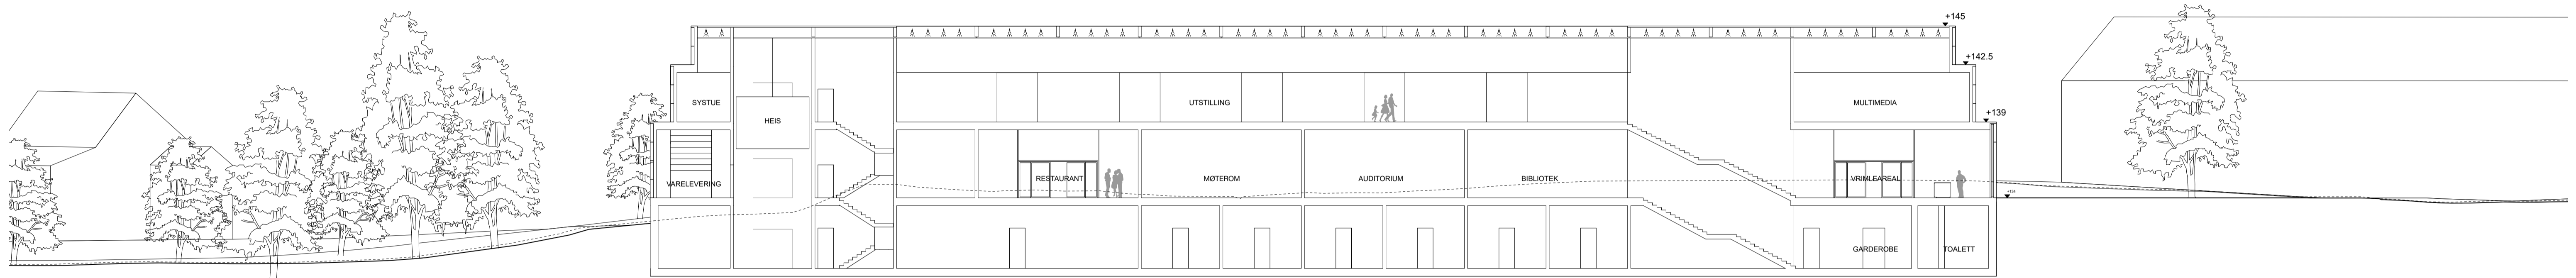 +145
+142.5
SYSTUE
UTSTILLING
MULTIMEDIA
HEIS
+139
VARELEVERING
RESTAURANT
MØTEROM
AUDITORIUM
BIBLIOTEK
VRIMLEAREAL
GARDEROBE
TOALETT